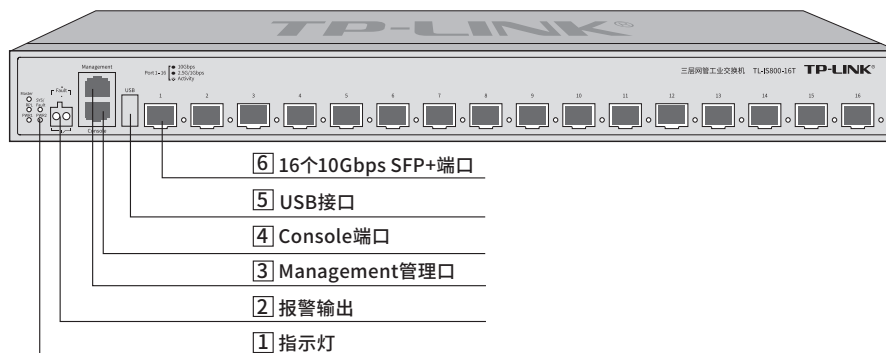 TP-LINK®
Management
Port 1-16
10Gbps
2.5G/1Gbps
Activity
三层网管工业交换机 TL-IS800-16T TP-LINK®
Master
SYS/
Fault
PWR1
PWR2
Fault
USB
Console
1 2 3 4 5 6 7 8 9 10 11 12 13 14 15 16
6 16个10Gbps SFP+端口
5 USB接口
4 Console端口
3 Management管理口
2 报警输出
1 指示灯